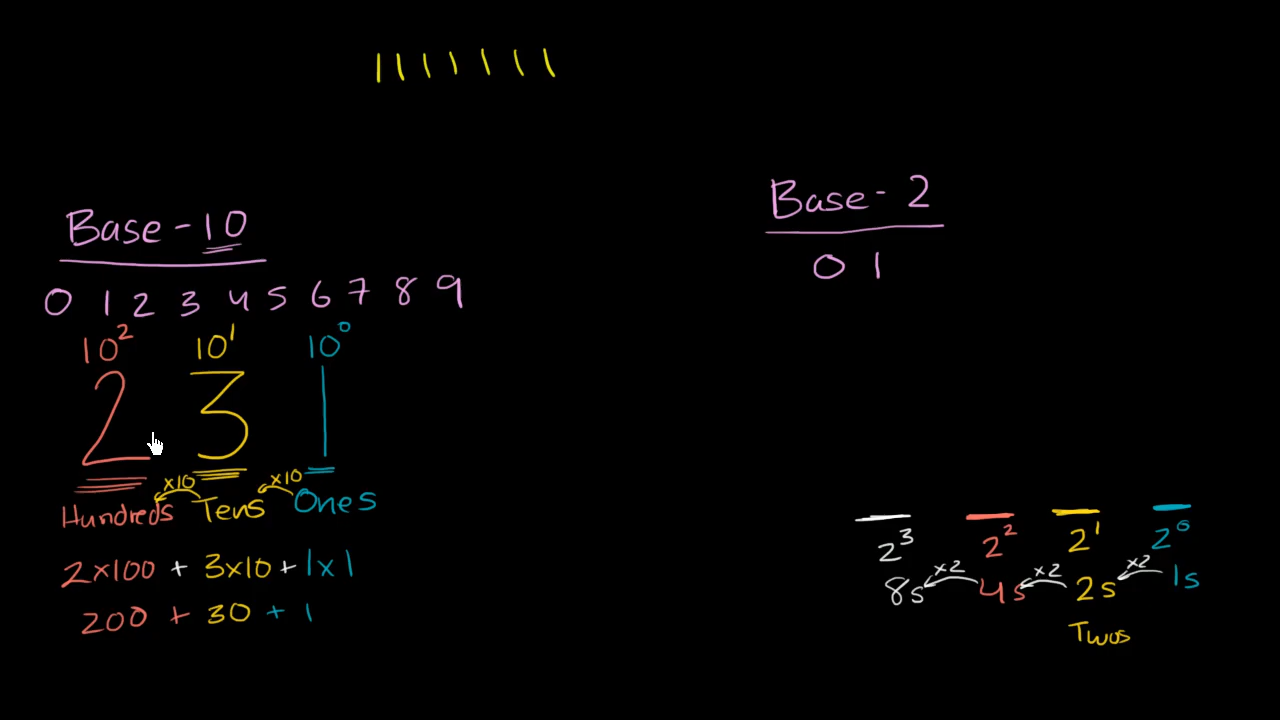 | | | | | | |
Base-10
0 1 2 3 4 5 6 7 8 9
10² 10¹ 10⁰
2 3 1
x10 x10
Hundreds Tens Ones
2x100 + 3x10 + 1x1
200 + 30 + 1
Base-2
0 1
2³ 2² 2¹ 2⁰
x2 x2 x2
8s 4s 2s 1s
Twos